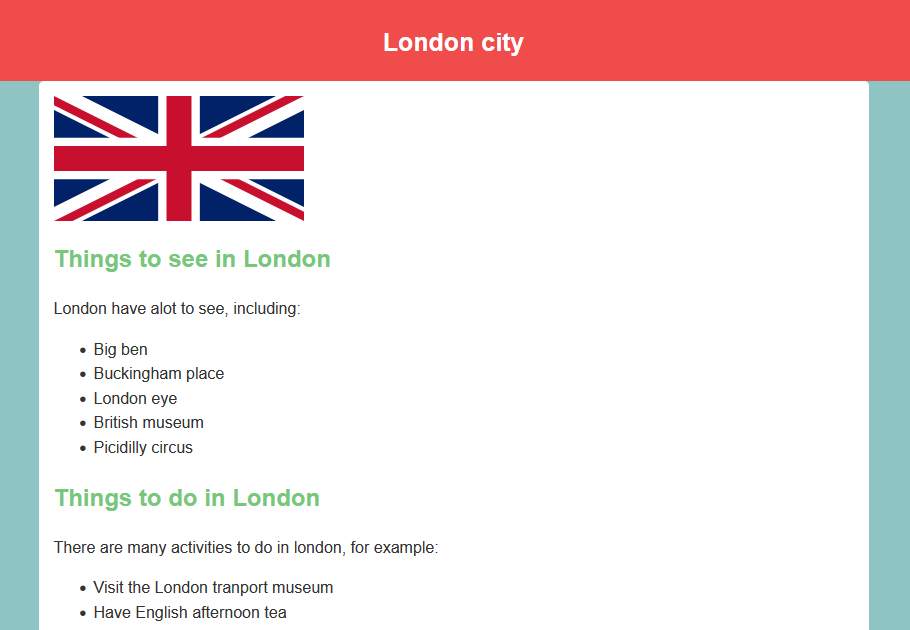 London city
Things to see in London
London have alot to see, including:
Big ben
Buckingham place
London eye
British museum
Picidilly circus
Things to do in London
There are many activities to do in london, for example:
Visit the London tranport museum
Have English afternoon tea